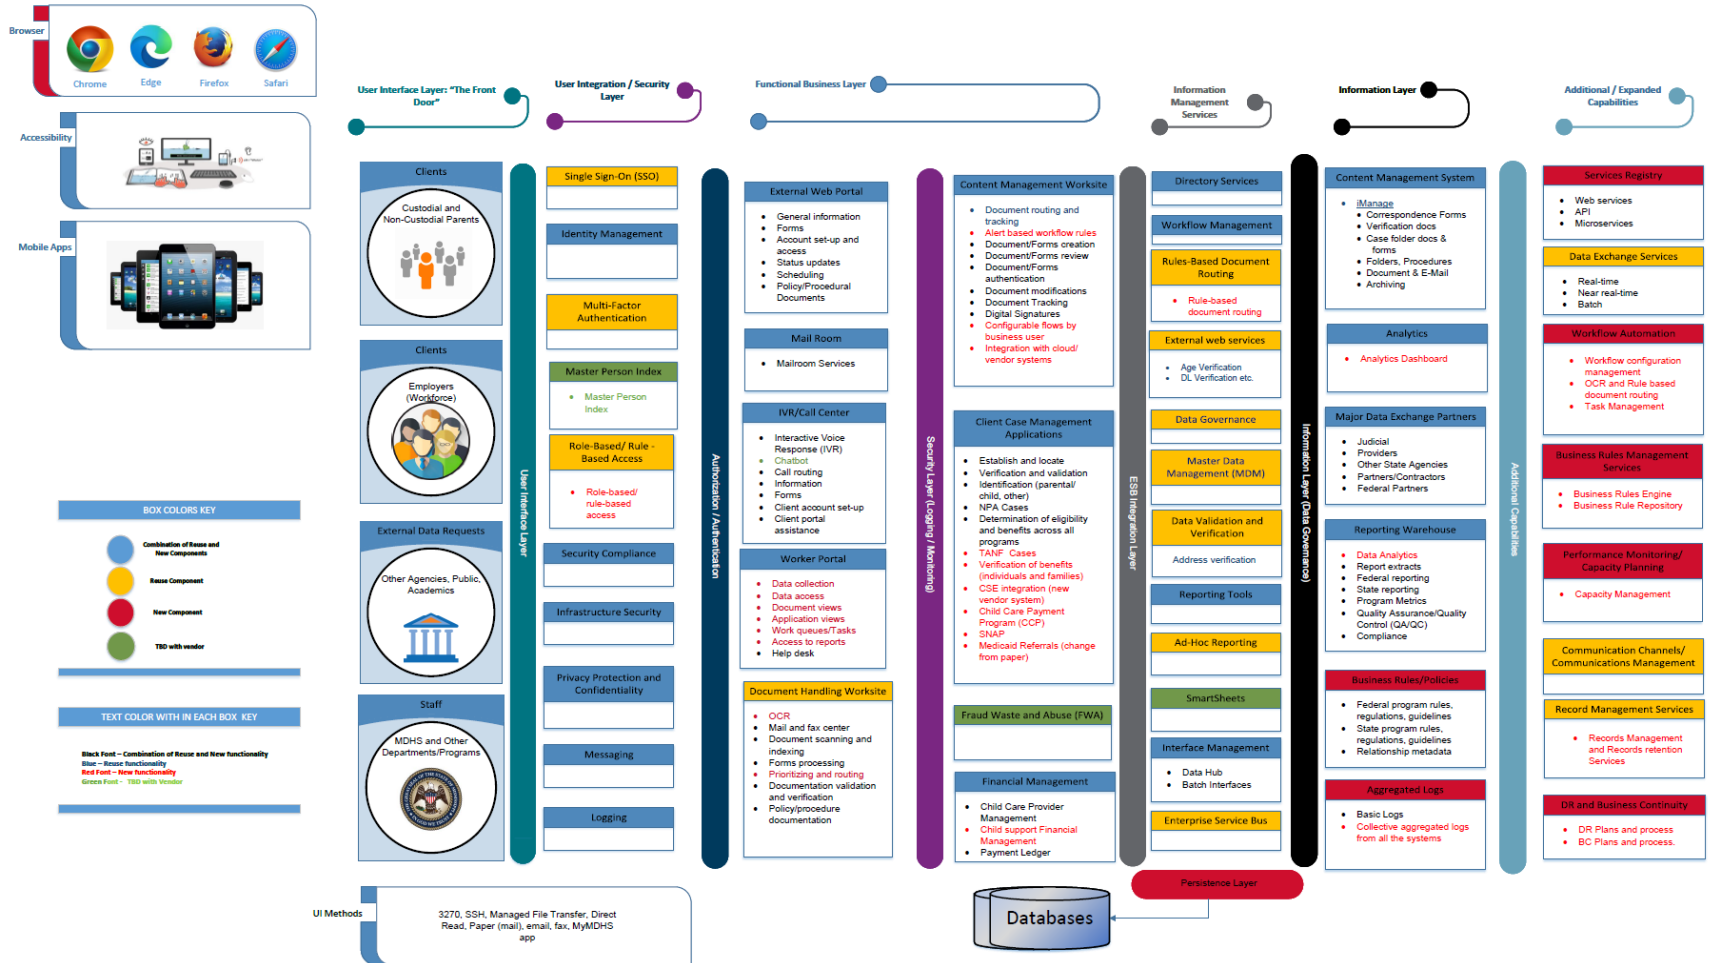 Browser
Chrome
Edge
Firefox
Safari
Accessibility
Mobile Apps
BOX COLORS KEY
Combination of Reuse and
New Components
Reuse Component
New Component
TBD with vendor
TEXT COLOR WITH IN EACH BOX KEY
Black Font – Combination of Reuse and New functionality
Blue – Reuse functionality
Red Font – New functionality
Green Font - TBD with Vendor
User Interface Layer: “The Front
Door”
Clients
Custodial and
Non-Custodial Parents
Clients
Employers
(Workforce)
External Data Requests
Other Agencies, Public,
Academics
Staff
MDHS and Other
Departments/Programs
UI Methods
3270, SSH, Managed File Transfer, Direct
Read, Paper (mail), email, fax, MyMDHS
app
User Interface Layer
User Integration / Security
Layer
Single Sign-On (SSO)
Identity Management
Multi-Factor
Authentication
Master Person Index
• Master Person
Index
Role-Based/ Rule -
Based Access
• Role-based/
rule-based
access
Security Compliance
Infrastructure Security
Privacy Protection and
Confidentiality
Messaging
Logging
Authorization / Authentication
Functional Business Layer
External Web Portal
• General information
• Forms
• Account set-up and
access
• Status updates
• Scheduling
• Policy/Procedural
Documents
Mail Room
• Mailroom Services
IVR/Call Center
• Interactive Voice
Response (IVR)
• Chatbot
• Call routing
• Information
• Forms
• Client account set-up
• Client portal
assistance
Worker Portal
• Data collection
• Data access
• Document views
• Application views
• Work queues/Tasks
• Access to reports
• Help desk
Document Handling Worksite
• OCR
• Mail and fax center
• Document scanning and
indexing
• Forms processing
• Prioritizing and routing
• Documentation validation
and verification
• Policy/procedure
documentation
Security Layer (Logging / Monitoring)
Content Management Worksite
• Document routing and
tracking
• Alert based workflow rules
• Document/Forms creation
• Document/Forms review
• Document/Forms
authentication
• Document modifications
• Document Tracking
• Digital Signatures
• Configurable flows by
business user
• Integration with cloud/
vendor systems
Client Case Management
Applications
• Establish and locate
• Verification and validation
• Identification (parental/
child, other)
• NPA Cases
• Determination of eligibility
and benefits across all
programs
• TANF Cases
• Verification of benefits
(individuals and families)
• CSE integration (new
vendor system)
• Child Care Payment
Program (CCP)
• SNAP
• Medicaid Referrals (change
from paper)
Fraud Waste and Abuse (FWA)
Financial Management
• Child Care Provider
Management
• Child support Financial
Management
• Payment Ledger
ESB Integration Layer
Information
Management
Services
Directory Services
Workflow Management
Rules-Based Document
Routing
• Rule-based
document routing
External web services
• Age Verification
• DL Verification etc.
Data Governance
Master Data
Management (MDM)
Data Validation and
Verification
Address verification
Reporting Tools
Ad-Hoc Reporting
SmartSheets
Interface Management
• Data Hub
• Batch Interfaces
Enterprise Service Bus
Persistence Layer
Databases
Information Layer (Data Governance)
Information Layer
Content Management System
• iManage
• Correspondence Forms
• Verification docs
• Case folder docs &
forms
• Folders, Procedures
• Document & E-Mail
• Archiving
Analytics
• Analytics Dashboard
Major Data Exchange Partners
• Judicial
• Providers
• Other State Agencies
• Partners/Contractors
• Federal Partners
Reporting Warehouse
• Data Analytics
• Report extracts
• Federal reporting
• State reporting
• Program Metrics
• Quality Assurance/Quality
Control (QA/QC)
• Compliance
Business Rules/Policies
• Federal program rules,
regulations, guidelines
• State program rules,
regulations, guidelines
• Relationship metadata
Aggregated Logs
• Basic Logs
• Collective aggregated logs
from all the systems
Additional Capabilities
Additional / Expanded
Capabilities
Services Registry
• Web services
• API
• Microservices
Data Exchange Services
• Real-time
• Near real-time
• Batch
Workflow Automation
• Workflow configuration
management
• OCR and Rule based
document routing
• Task Management
Business Rules Management
Services
• Business Rules Engine
• Business Rule Repository
Performance Monitoring/
Capacity Planning
• Capacity Management
Communication Channels/
Communications Management
Record Management Services
• Records Management
and Records retention
Services
DR and Business Continuity
• DR Plans and process
• BC Plans and process.